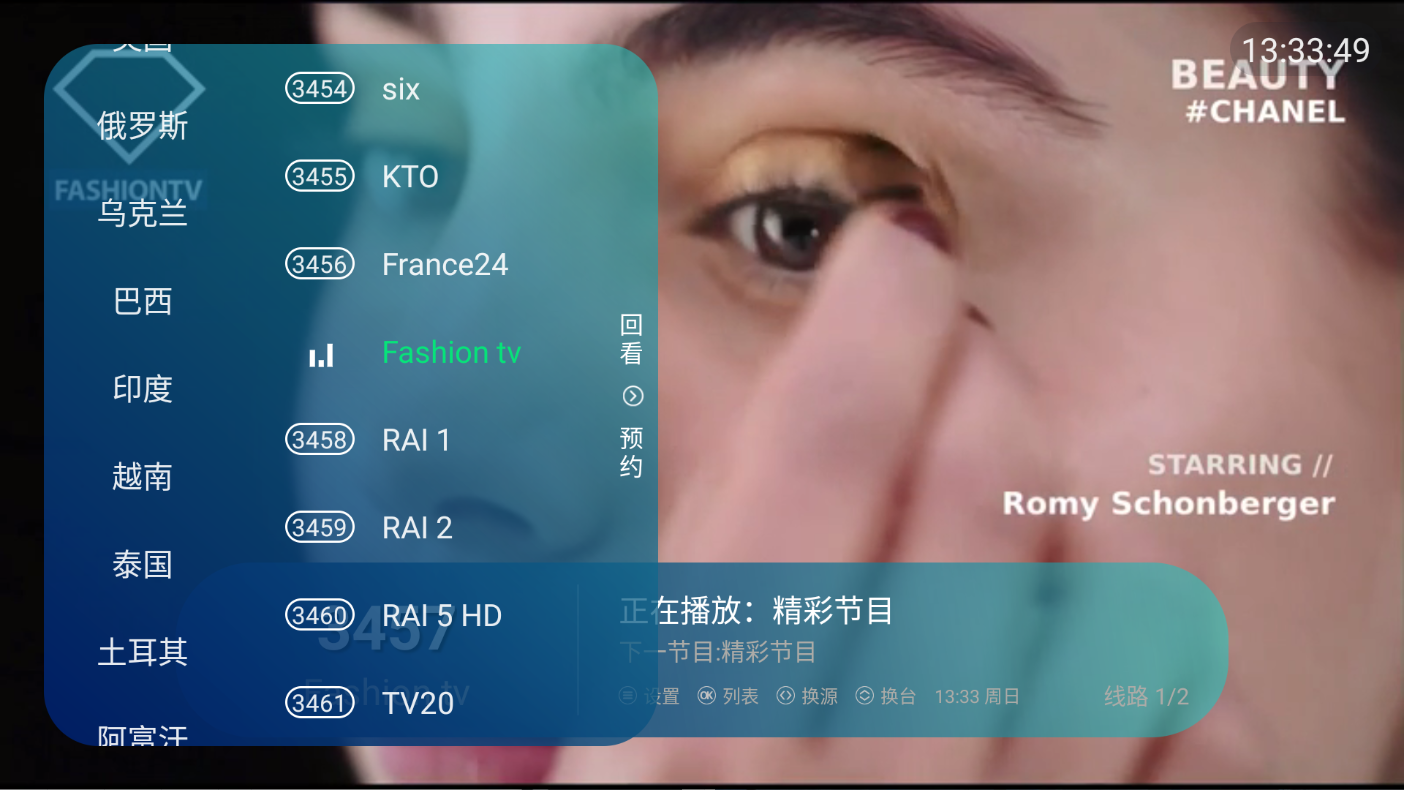 13:33:49
BEAUTY
#CHANEL
FASHIONTV
俄罗斯
乌克兰
巴西
印度
越南
泰国
土耳其
阿富汗
3454 six
3455 KTO
3456 France24
Fashion tv
3458 RAI 1
3459 RAI 2
3460 RAI 5 HD
3461 TV20
回看
预约
STARRING //
Romy Schonberger
3457
Fashion tv
正在播放：精彩节目
下一节目:精彩节目
设置 OK 列表 换源 换台 13:33 周日 线路 1/2